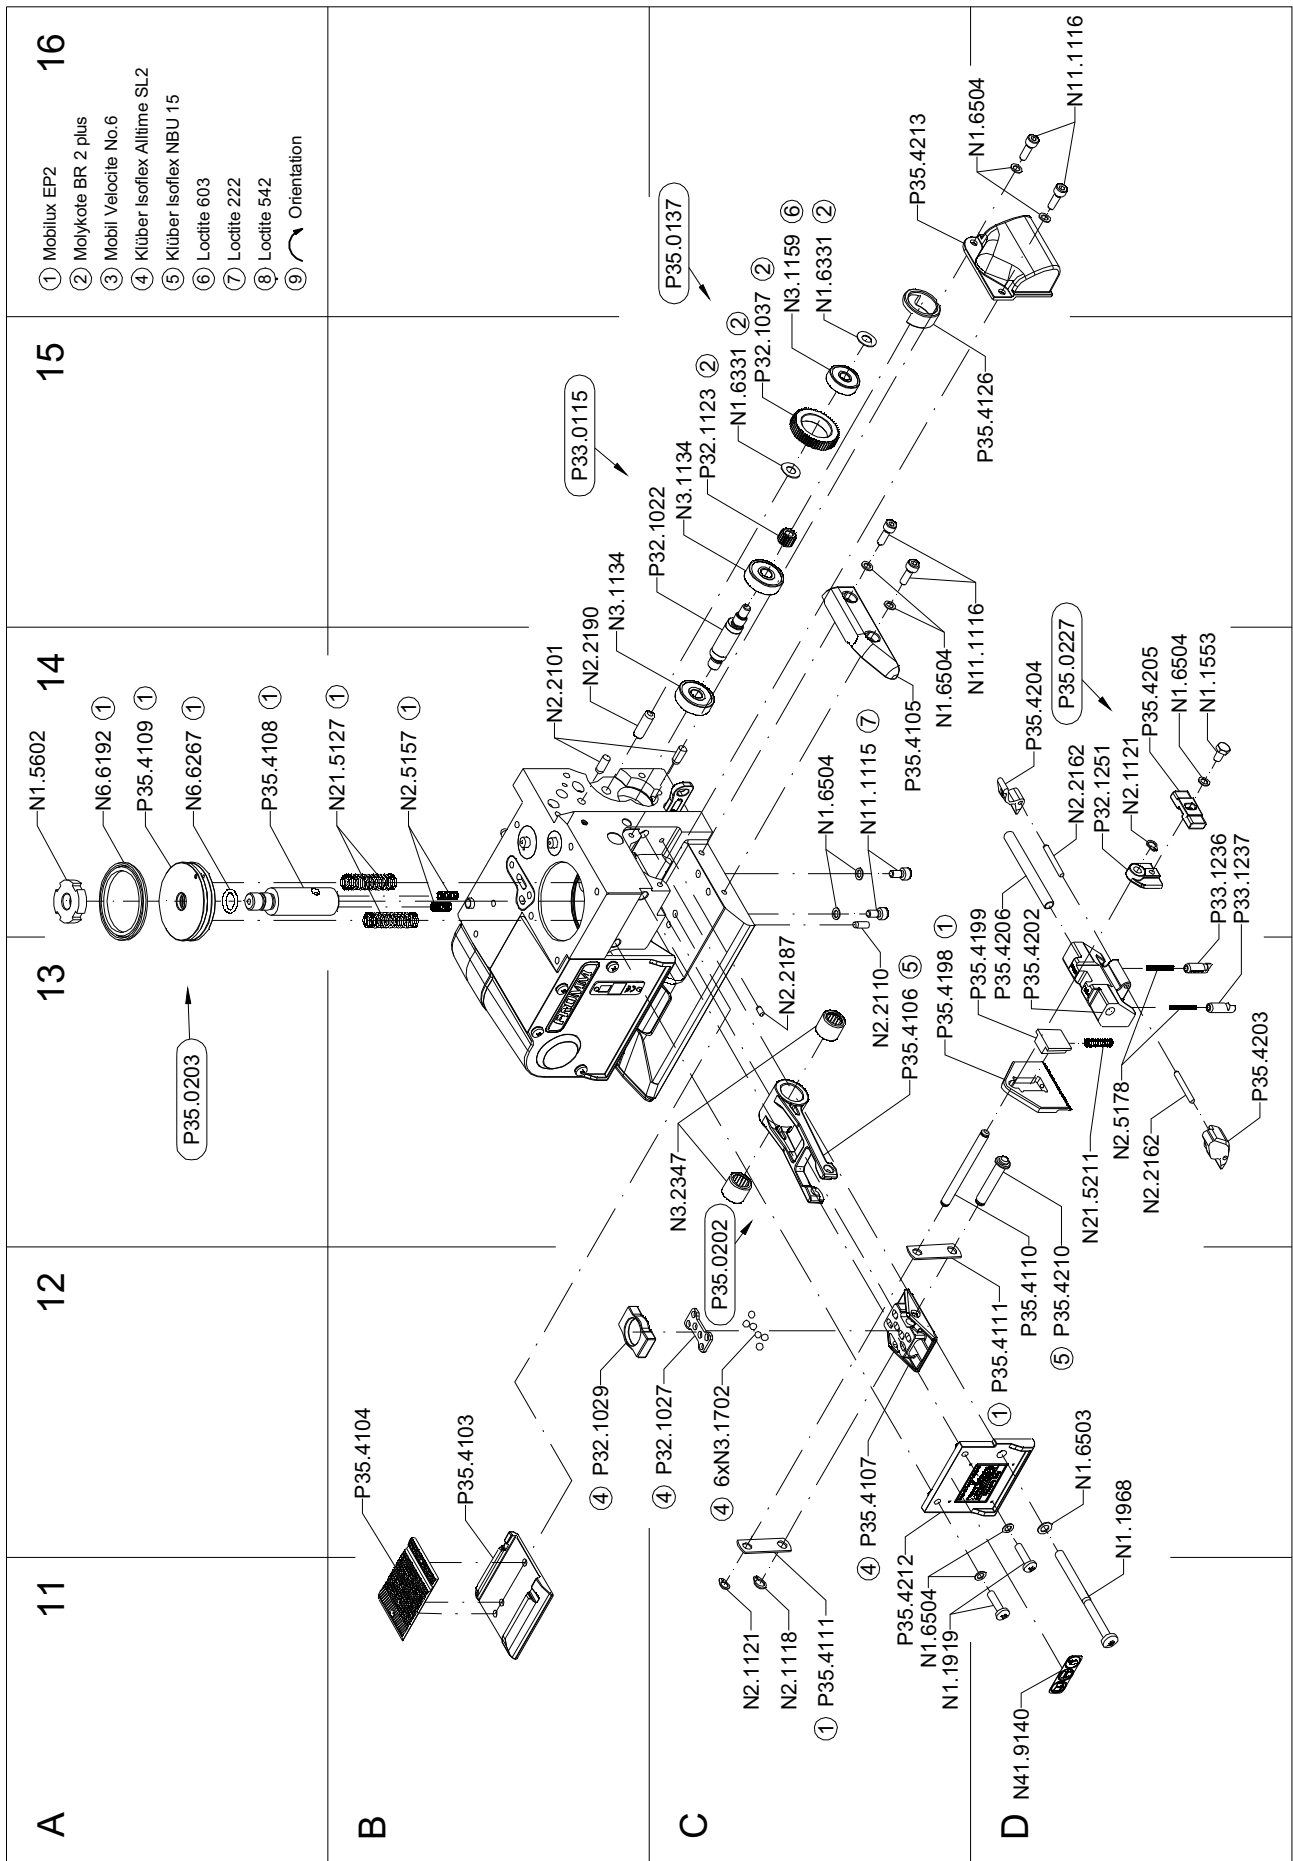 A
B
C
D
11
12
13
14
15
16
① Mobilux EP2
② Molykote BR 2 plus
③ Mobil Velocite No.6
④ Klüber Isoflex Alltime SL2
⑤ Klüber Isoflex NBU 15
⑥ Loctite 603
⑦ Loctite 222
⑧ Loctite 542
⑨ Orientation
N1.5602
N6.6192 ①
P35.4109 ①
N6.6267 ①
P35.4108 ①
N21.5127 ①
N2.5157 ①
P35.0203
P35.4104
P35.4103
④ P32.1029
④ P32.1027
④ 6xN3.1702
FROMM
N2.2101
N2.2190
N3.1134
P32.1022
N3.1134
P32.1123 ②
N1.6331 ②
P32.1037 ②
N3.1159 ⑥
N1.6331 ②
P33.0115
P35.0137
P35.4213
N1.6504
N11.1116
P35.4126
N11.1116
N1.6504
P35.4105
N1.6504
N11.1115 ⑦
N2.2187
N2.2110
P35.4106 ⑤
N3.2347
P35.0202
N2.1121
N2.1118
① P35.4111
④ P35.4107
P35.4212
N1.6504
N1.1919
N41.9140
N1.1968
N1.6503
① P35.4111
P35.4110
⑤ P35.4210
P35.4198 ①
P35.4199
P35.4206
P35.4202
N21.5211
N2.5178
N2.2162
P35.4203
P33.1236
P33.1237
P35.4204
N2.2162
P32.1251
N2.1121
P35.4205
N1.6504
N1.1553
P35.0227